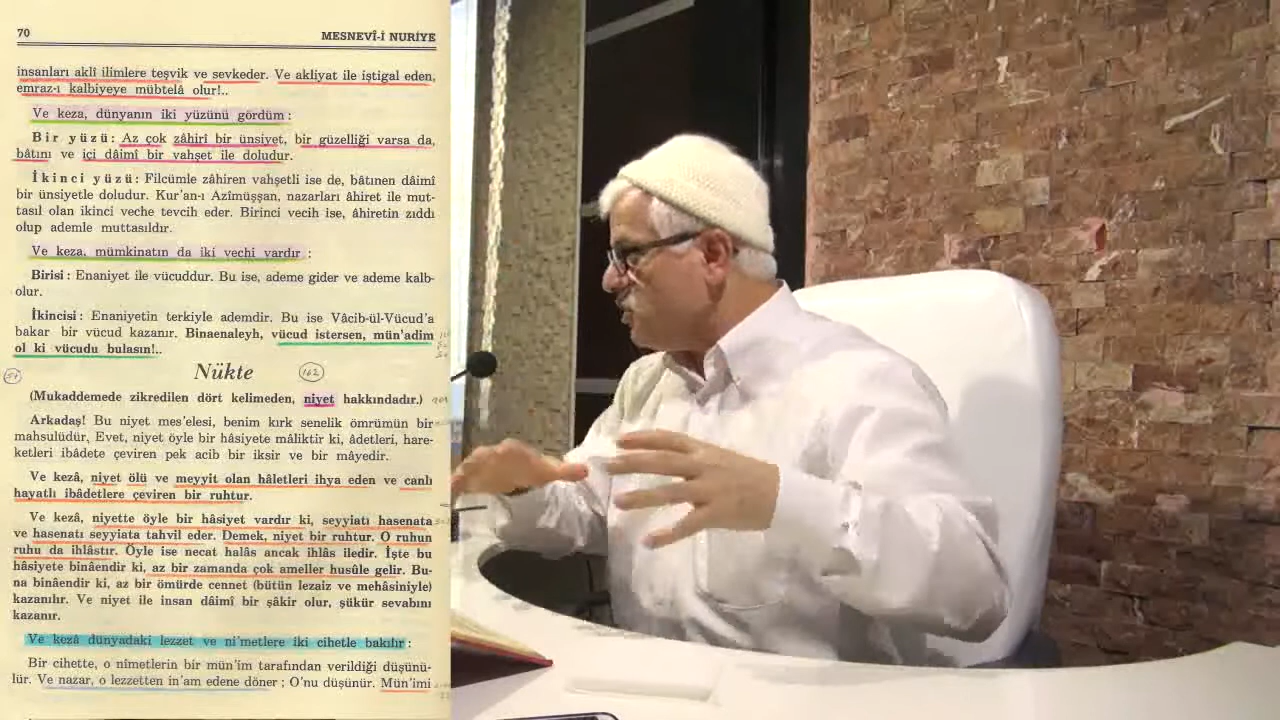 70 MESNEVÎ-İ NURİYE
insanları aklî ilimlere teşvik ve sevkeder. Ve akliyat ile iştigal eden,
emraz-ı kalbiyeye mübtelâ olur!..
Ve keza, dünyanın iki yüzünü gördüm :
Bir yüzü : Az çok zâhirî bir ünsiyet, bir güzelliği varsa da,
bâtını ve içi dâimî bir vahşet ile doludur.
İkinci yüzü : Filcümle zâhiren vahşetli ise de, bâtınen dâimî
bir ünsiyetle doludur. Kur'an-ı Azîmüşşan, nazarları âhiret ile mut-
tasıl olan ikinci veche tevcih eder. Birinci vecih ise, âhiretin zıddı
olup ademle muttasıldır.
Ve keza, mümkinatın da iki vechi vardır :
Birisi : Enaniyet ile vücuddur. Bu ise, ademe gider ve ademe kalb-
olur.
İkincisi : Enaniyetin terkiyle ademdir. Bu ise Vâcib-ül-Vücud'a
bakar bir vücud kazanır. Binaenaleyh, vücud istersen, mün'adim
ol ki vücudu bulasın!..
Nükte 162
51
(Mukaddemede zikredilen dört kelimeden, niyet hakkındadır.)
Arkadaş! Bu niyet mes'elesi, benim kırk senelik ömrümün bir
mahsulüdür, Evet, niyet öyle bir hâsiyete mâliktir ki, âdetleri, hare-
ketleri ibâdete çeviren pek acib bir iksir ve bir mâyedir.
Ve kezâ, niyet ölü ve meyyit olan hâletleri ihya eden ve canlı
hayatlı ibâdetlere çeviren bir ruhtur.
Ve kezâ, niyette öyle bir hâsiyet vardır ki, seyyiatı hasenata
ve hasenatı seyyiata tahvil eder. Demek, niyet bir ruhtur. O ruhun
ruhu da ihlâstır. Öyle ise necat halâs ancak ihlâs iledir. İşte bu
hâsiyete binâendir ki, az bir zamanda çok ameller husûle gelir. Bu-
na binâendir ki, az bir ömürde cennet (bütün lezaiz ve mehâsiniyle)
kazanılır. Ve niyet ile insan dâimî bir şâkir olur, şükür sevabını
kazanır.
Ve kezâ dünyadaki lezzet ve ni'metlere iki cihetle bakılır :
Bir cihette, o nîmetlerin bir mün'im tarafından verildiği düşünü-
lür. Ve nazar, o lezzetten in'am edene döner ; O'nu düşünür. Mün'imi